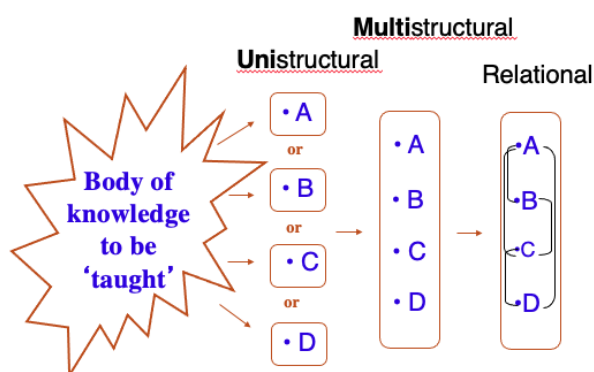 Multistructural
Unistructural
Relational
Body of
knowledge
to be
‘taught’
• A
or
• B
or
• C
or
• D
• A
• B
• C
• D
•A
•B
•C
•D